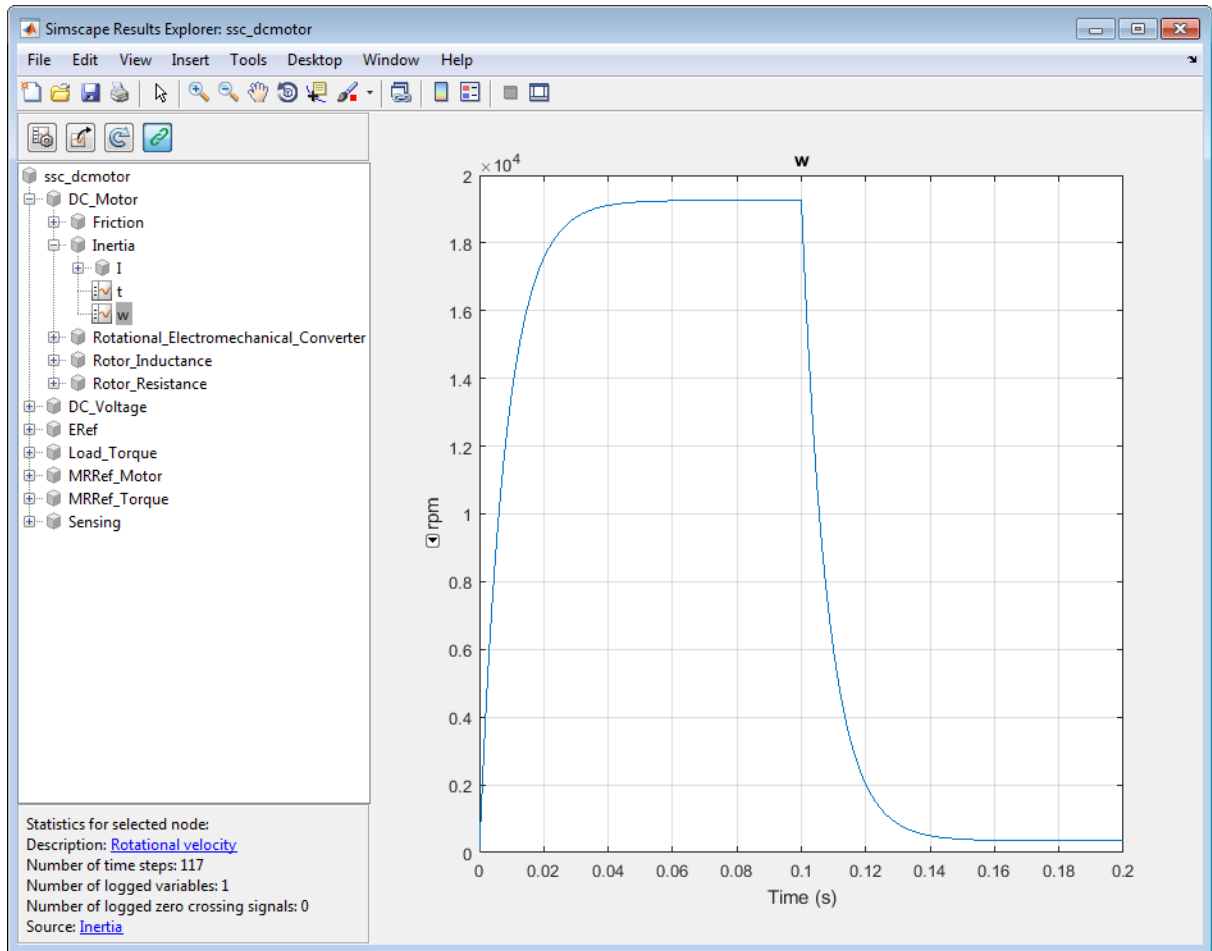 Simscape Results Explorer: ssc_dcmotor
File Edit View Insert Tools Desktop Window Help
ssc_dcmotor
DC_Motor
Friction
Inertia
I
t
w
Rotational_Electromechanical_Converter
Rotor_Inductance
Rotor_Resistance
DC_Voltage
ERef
Load_Torque
MRRef_Motor
MRRef_Torque
Sensing
Statistics for selected node:
Description: Rotational velocity
Number of time steps: 117
Number of logged variables: 1
Number of logged zero crossing signals: 0
Source: Inertia
×10⁴
w
2
1.8
1.6
1.4
1.2
1
rpm
0.8
0.6
0.4
0.2
0
0 0.02 0.04 0.06 0.08 0.1 0.12 0.14 0.16 0.18 0.2
Time (s)